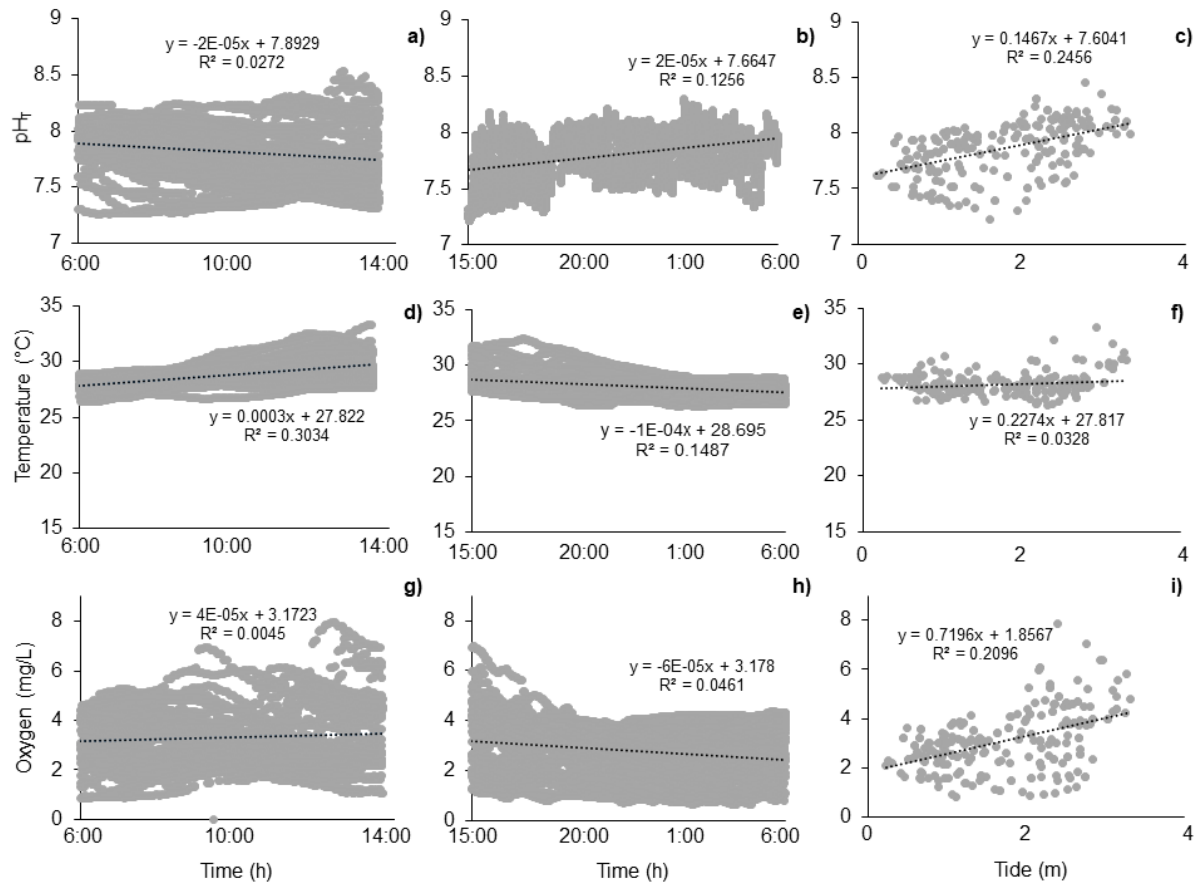 a)
y = -2E-05x + 7.8929
R² = 0.0272
pHT
9
8.5
8
7.5
7
6:00 10:00 14:00
b)
y = 2E-05x + 7.6647
R² = 0.1256
9
8.5
8
7.5
7
15:00 20:00 1:00 6:00
c)
y = 0.1467x + 7.6041
R² = 0.2456
9
8.5
8
7.5
7
0 2 4
d)
Temperature (°C)
35
30
25
20
15
y = 0.0003x + 27.822
R² = 0.3034
6:00 10:00 14:00
e)
35
30
25
20
15
y = -1E-04x + 28.695
R² = 0.1487
15:00 20:00 1:00 6:00
f)
35
30
25
20
15
y = 0.2274x + 27.817
R² = 0.0328
0 2 4
g)
y = 4E-05x + 3.1723
R² = 0.0045
Oxygen (mg/L)
8
6
4
2
0
6:00 10:00 14:00
Time (h)
h)
y = -6E-05x + 3.178
R² = 0.0461
8
6
4
2
0
15:00 20:00 1:00 6:00
Time (h)
i)
y = 0.7196x + 1.8567
R² = 0.2096
8
6
4
2
0
0 2 4
Tide (m)